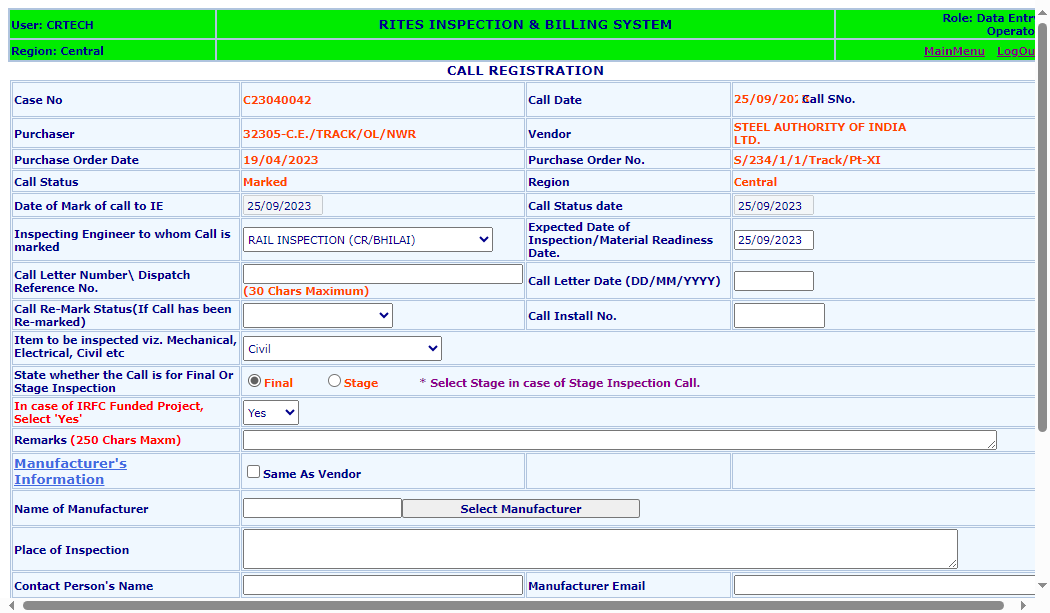 User: CRTECH
RITES INSPECTION & BILLING SYSTEM
Role: Data Entr
Operato
Region: Central
MainMenu LogOu
CALL REGISTRATION
Case No
C23040042
Call Date
25/09/202 Call SNo.
Purchaser
32305-C.E./TRACK/OL/NWR
Vendor
STEEL AUTHORITY OF INDIA
LTD.
Purchase Order Date
19/04/2023
Purchase Order No.
S/234/1/1/Track/Pt-XI
Call Status
Marked
Region
Central
Date of Mark of call to IE
25/09/2023
Call Status date
25/09/2023
Inspecting Engineer to whom Call is
marked
RAIL INSPECTION (CR/BHILAI)
Expected Date of
Inspection/Material Readiness
Date.
25/09/2023
Call Letter Number\ Dispatch
Reference No.
(30 Chars Maximum)
Call Letter Date (DD/MM/YYYY)
Call Re-Mark Status(If Call has been
Re-marked)
Call Install No.
Item to be inspected viz. Mechanical,
Electrical, Civil etc
Civil
State whether the Call is for Final Or
Stage Inspection
Final
Stage
* Select Stage in case of Stage Inspection Call.
In case of IRFC Funded Project,
Select 'Yes'
Yes
Remarks (250 Chars Maxm)
Manufacturer's
Information
Same As Vendor
Name of Manufacturer
Select Manufacturer
Place of Inspection
Contact Person's Name
Manufacturer Email